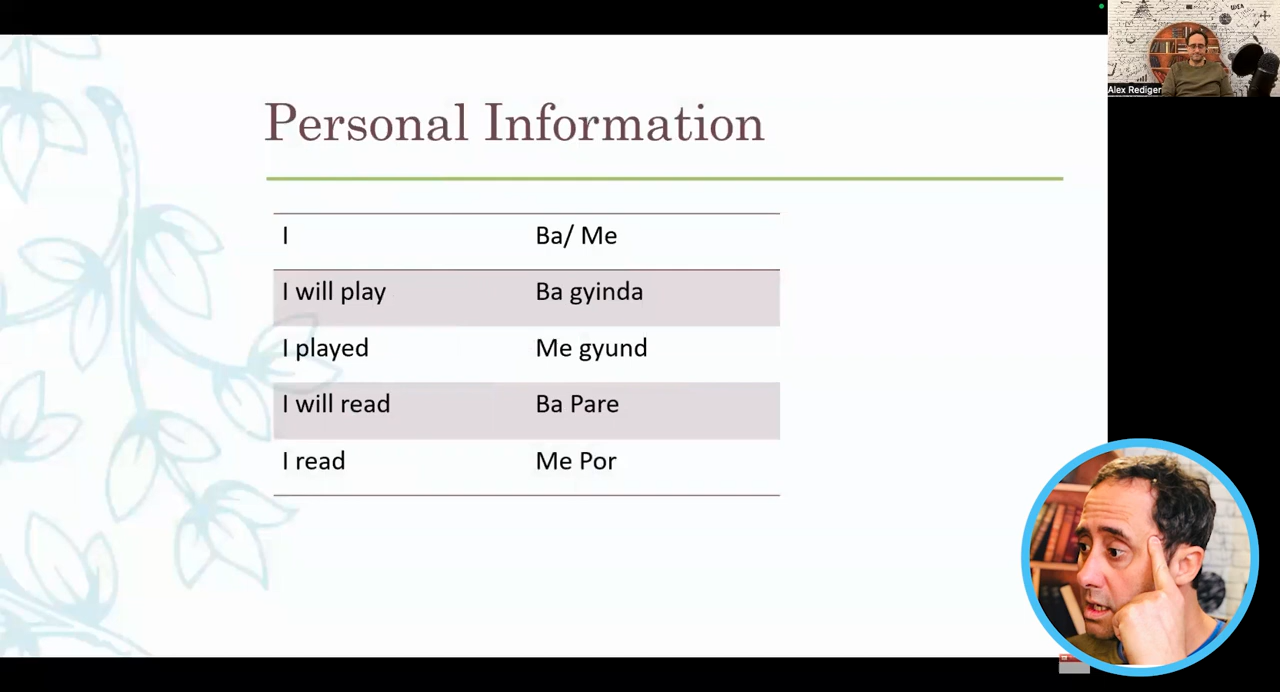 Alex Rediger
Personal Information
I Ba/ Me
I will play Ba gyinda
I played Me gyund
I will read Ba Pare
I read Me Por